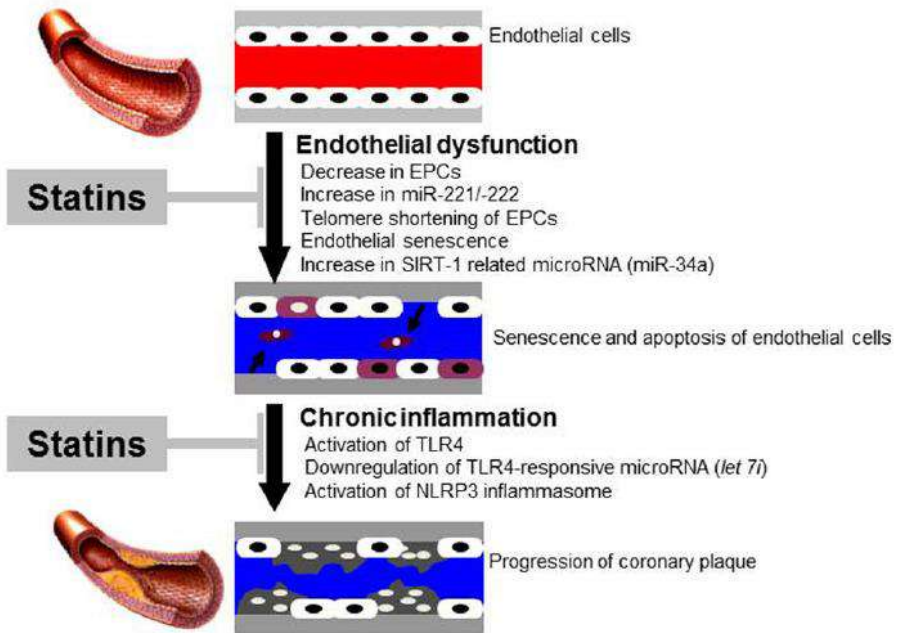 Endothelial cells
Endothelial dysfunction
Decrease in EPCs
Increase in miR-221/-222
Statins
Telomere shortening of EPCs
Endothelial senescence
Increase in SIRT-1 related microRNA (miR-34a)
Senescence and apoptosis of endothelial cells
Chronic inflammation
Statins
Activation of TLR4
Downregulation of TLR4-responsive microRNA (let 7i)
Activation of NLRP3 inflammasome
Progression of coronary plaque